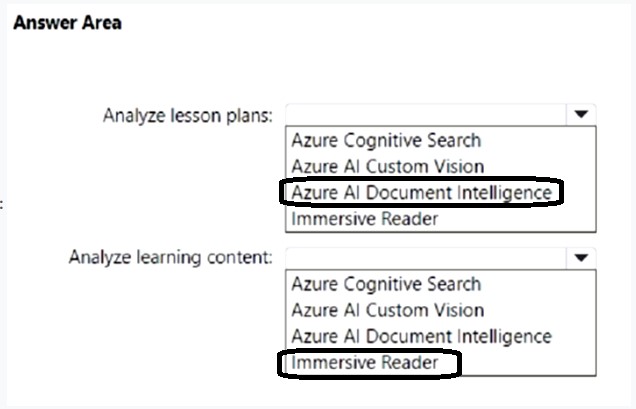 Answer Area
Analyze lesson plans:
Azure Cognitive Search
Azure AI Custom Vision
Azure AI Document Intelligence
Immersive Reader
:
Analyze learning content:
Azure Cognitive Search
Azure AI Custom Vision
Azure AI Document Intelligence
Immersive Reader